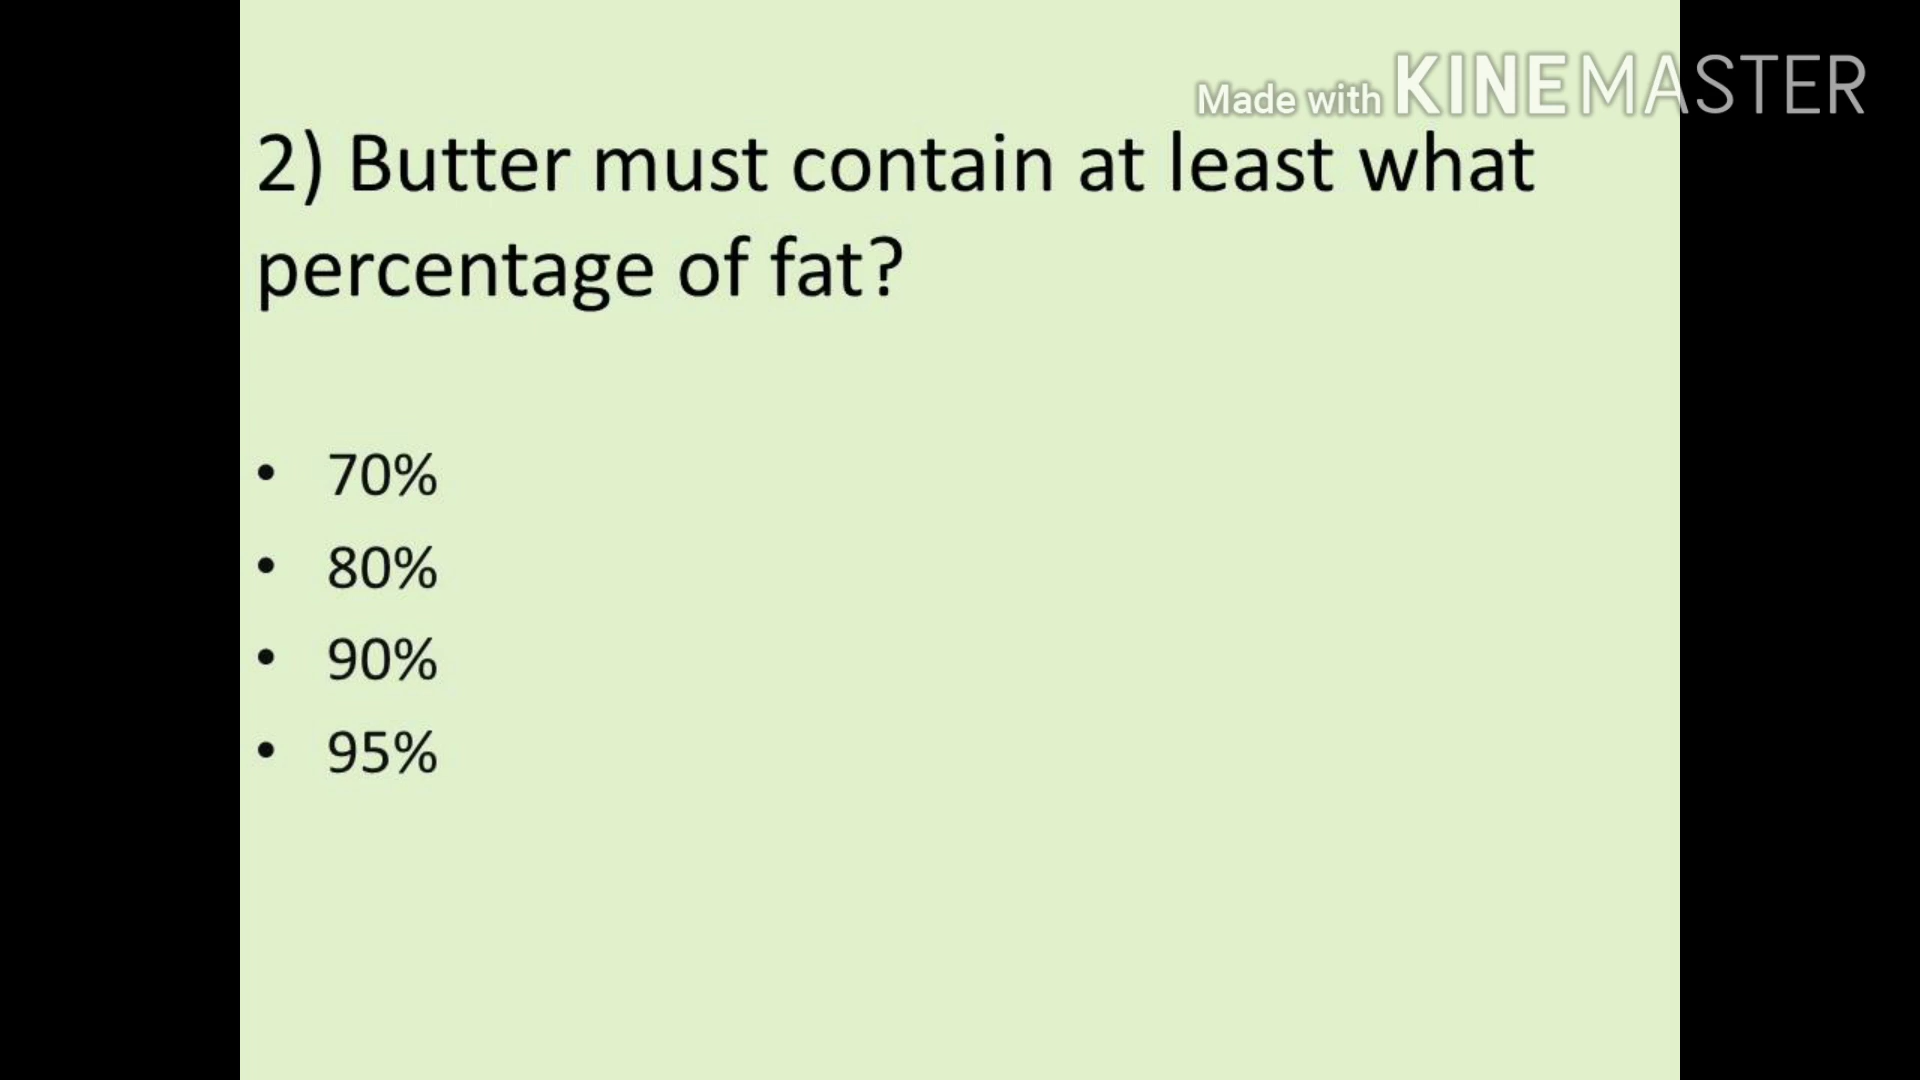 Made with KINEMASTER
2) Butter must contain at least what
percentage of fat?
• 70%
• 80%
• 90%
• 95%